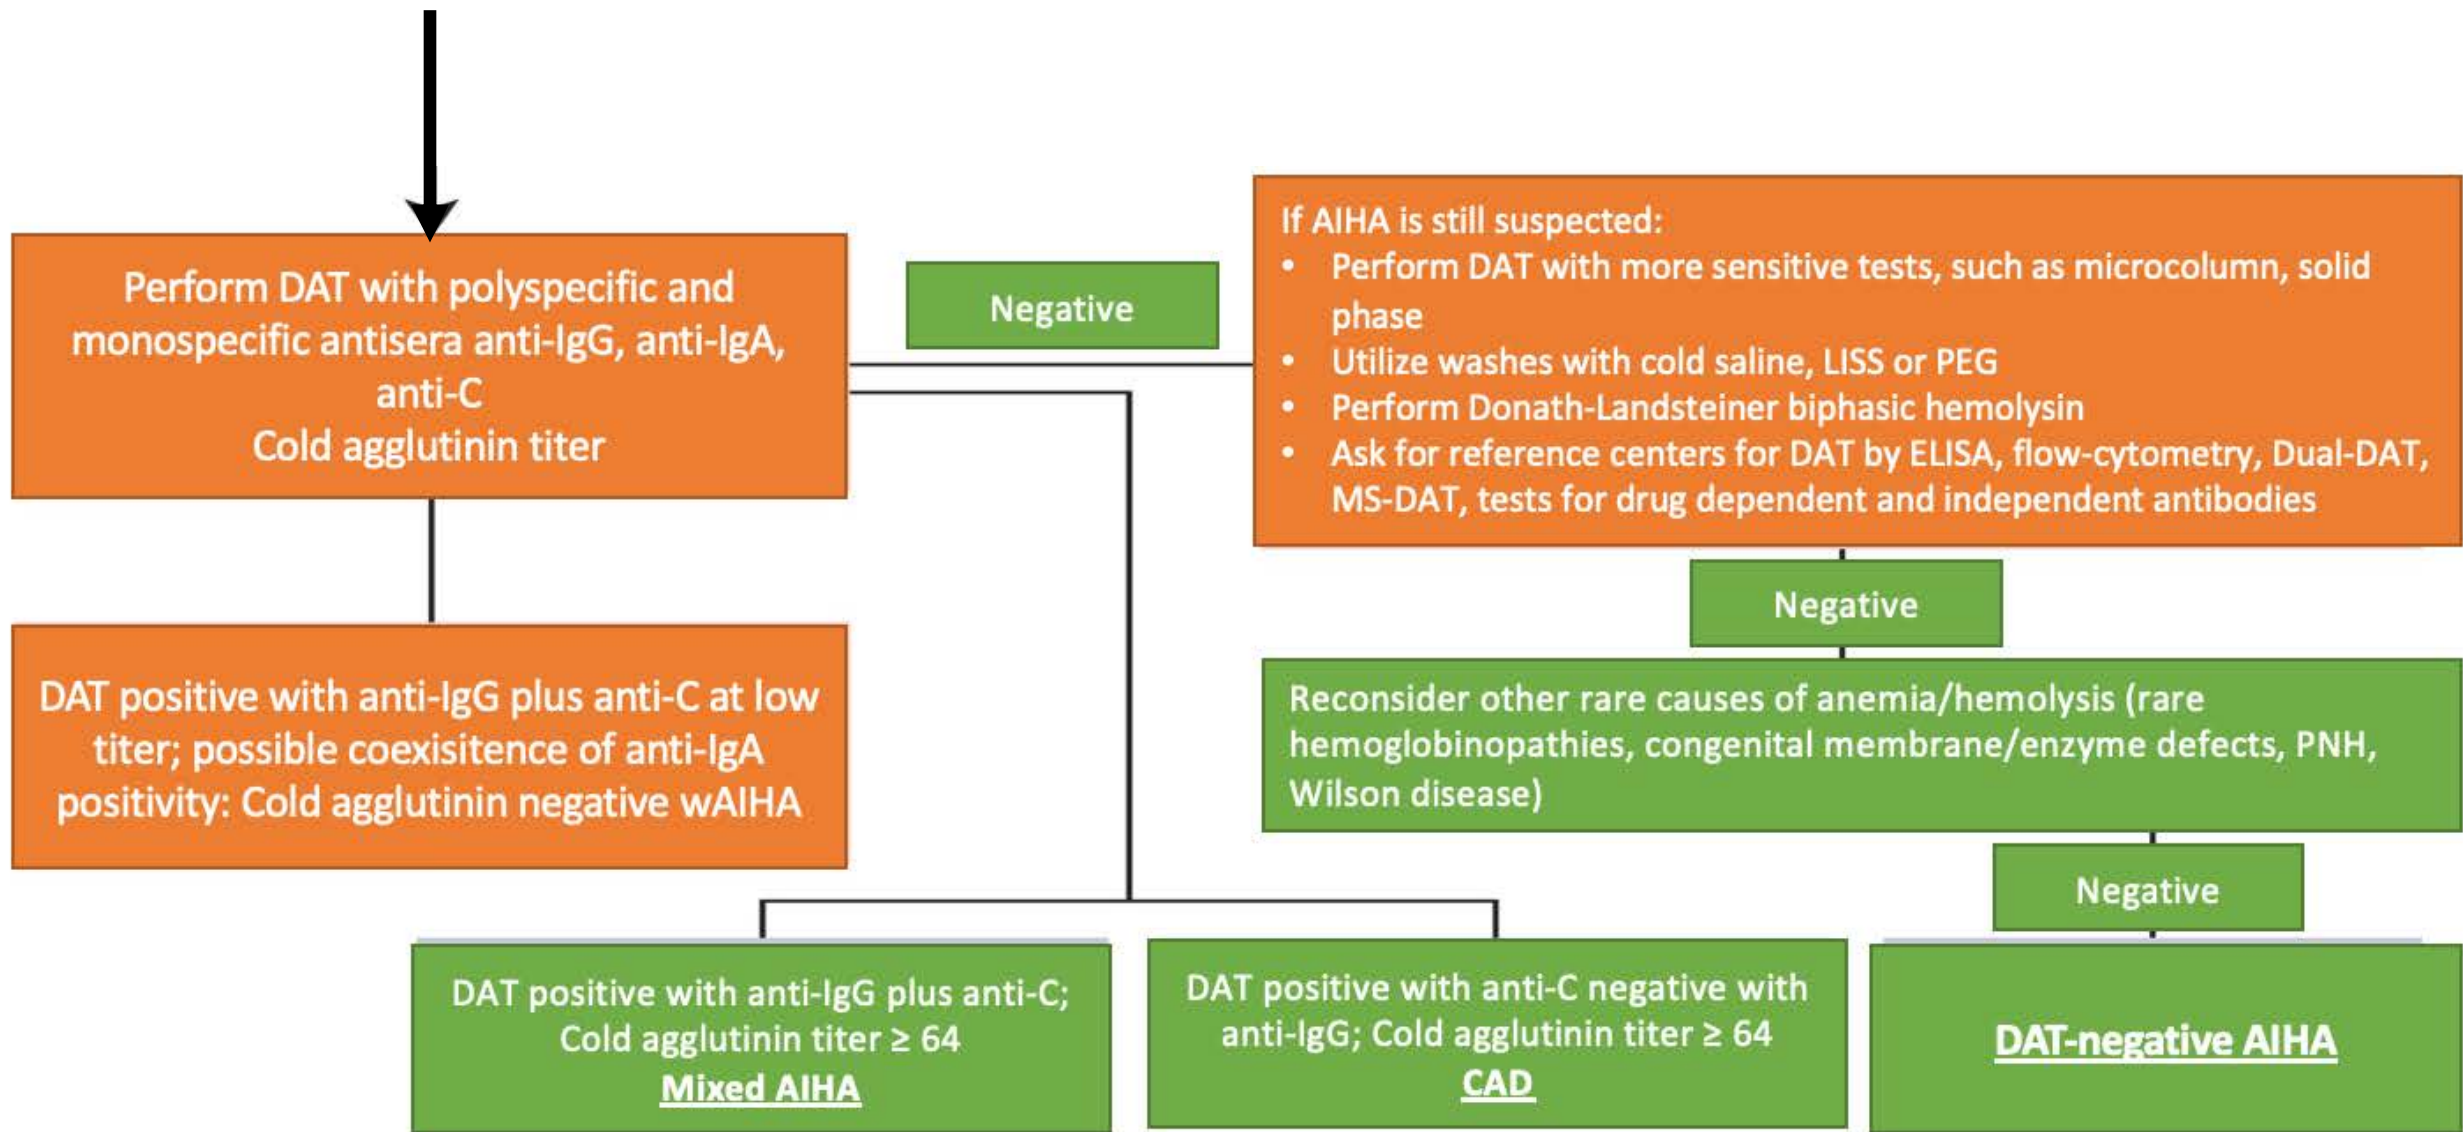 Perform DAT with polyspecific and
monospecific antisera anti-IgG, anti-IgA,
anti-C
Cold agglutinin titer
Negative
If AIHA is still suspected:
• Perform DAT with more sensitive tests, such as microcolumn, solid
phase
• Utilize washes with cold saline, LISS or PEG
• Perform Donath-Landsteiner biphasic hemolysin
• Ask for reference centers for DAT by ELISA, flow-cytometry, Dual-DAT,
MS-DAT, tests for drug dependent and independent antibodies
Negative
DAT positive with anti-IgG plus anti-C at low
titer; possible coexisitence of anti-IgA
positivity: Cold agglutinin negative wAIHA
Reconsider other rare causes of anemia/hemolysis (rare
hemoglobinopathies, congenital membrane/enzyme defects, PNH,
Wilson disease)
Negative
DAT positive with anti-IgG plus anti-C;
Cold agglutinin titer ≥ 64
Mixed AIHA
DAT positive with anti-C negative with
anti-IgG; Cold agglutinin titer ≥ 64
CAD
DAT-negative AIHA